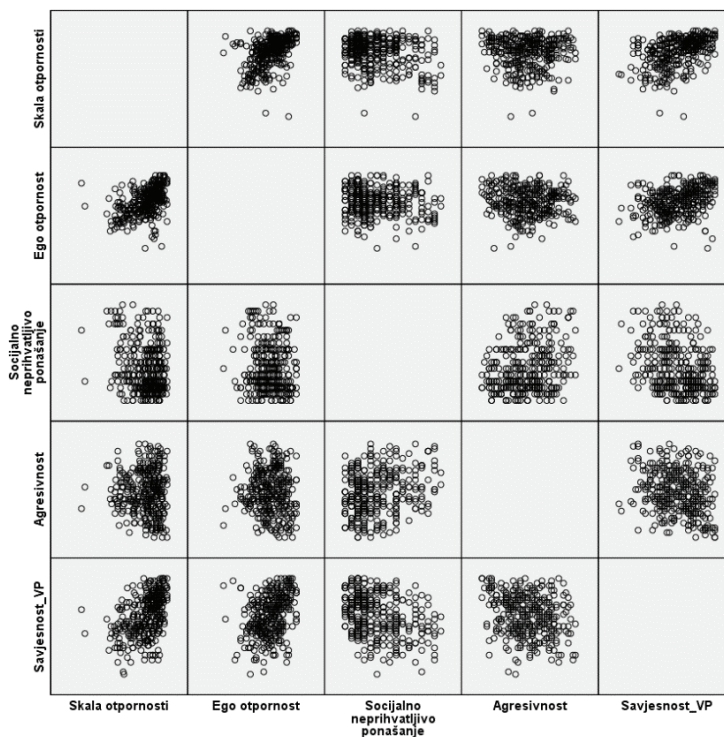 Skala otpornosti
Ego otpornost
Socijalno
neprihvatljivo
ponašanje
Agresivnost
Savjesnost_VP
Skala otpornosti
Ego otpornost
Socijalno
neprihvatljivo
ponašanje
Agresivnost
Savjesnost_VP